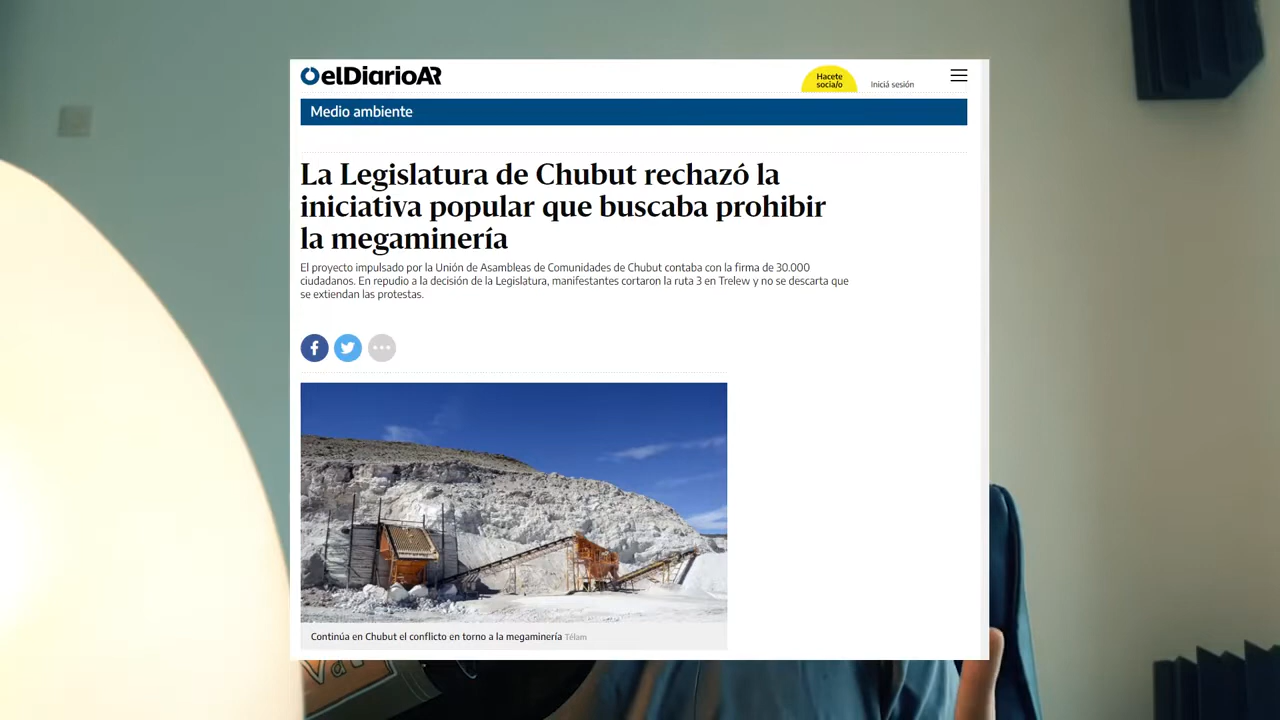 elDiarioAR
Hacete
socia/o
Iniciá sesión
Medio ambiente
La Legislatura de Chubut rechazó la
iniciativa popular que buscaba prohibir
la megaminería
El proyecto impulsado por la Unión de Asambleas de Comunidades de Chubut contaba con la firma de 30.000
ciudadanos. En repudio a la decisión de la Legislatura, manifestantes cortaron la ruta 3 en Trelew y no se descarta que
se extiendan las protestas.
Continúa en Chubut el conflicto en torno a la megaminería Télam